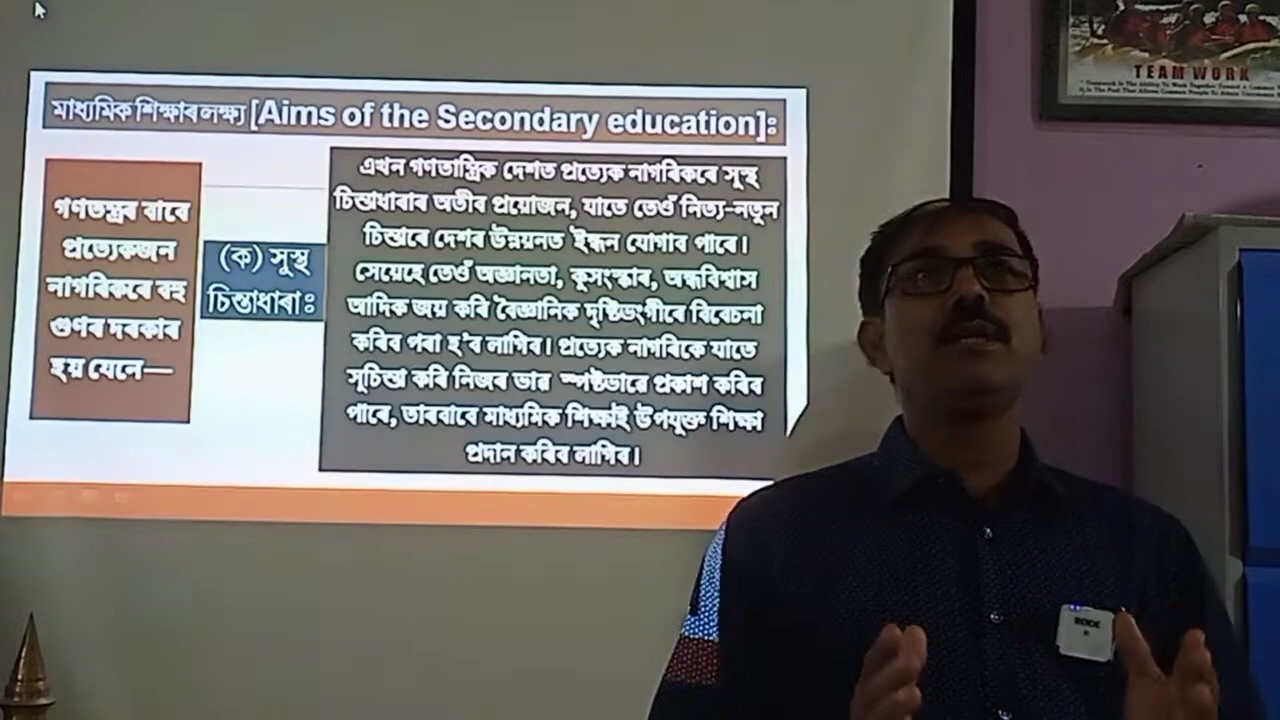 মাধ্যমিক শিক্ষাৰ লক্ষ্য [Aims of the Secondary education]ঃ
গণতন্ত্ৰৰ বাবে
প্ৰত্যেকজন
নাগৰিকৰে বহু
গুণৰ দৰকাৰ
হয় যেনে—
(ক) সুস্থ
চিন্তাধাৰাঃ
এখন গণতান্ত্ৰিক দেশত প্ৰত্যেক নাগৰিকৰে সুস্থ
চিন্তাধাৰাৰ অতীব প্ৰয়োজন, যাতে তেওঁ নিত্য-নতুন
চিন্তাৰে দেশৰ উন্নয়নত ইন্ধন যোগাব পাৰে।
সেয়েহে তেওঁ অজ্ঞানতা, কুসংস্কাৰ, অন্ধবিশ্বাস
আদিক জয় কৰি বৈজ্ঞানিক দৃষ্টিভংগীৰে বিবেচনা
কৰিব পৰা হ'ব লাগিব। প্ৰত্যেক নাগৰিকে যাতে
সুচিন্তা কৰি নিজৰ ভাৱ স্পষ্টভাৱে প্ৰকাশ কৰিব
পাৰে, তাৰবাবে মাধ্যমিক শিক্ষাই উপযুক্ত শিক্ষা
প্ৰদান কৰিব লাগিব।
TEAM WORK
RODE